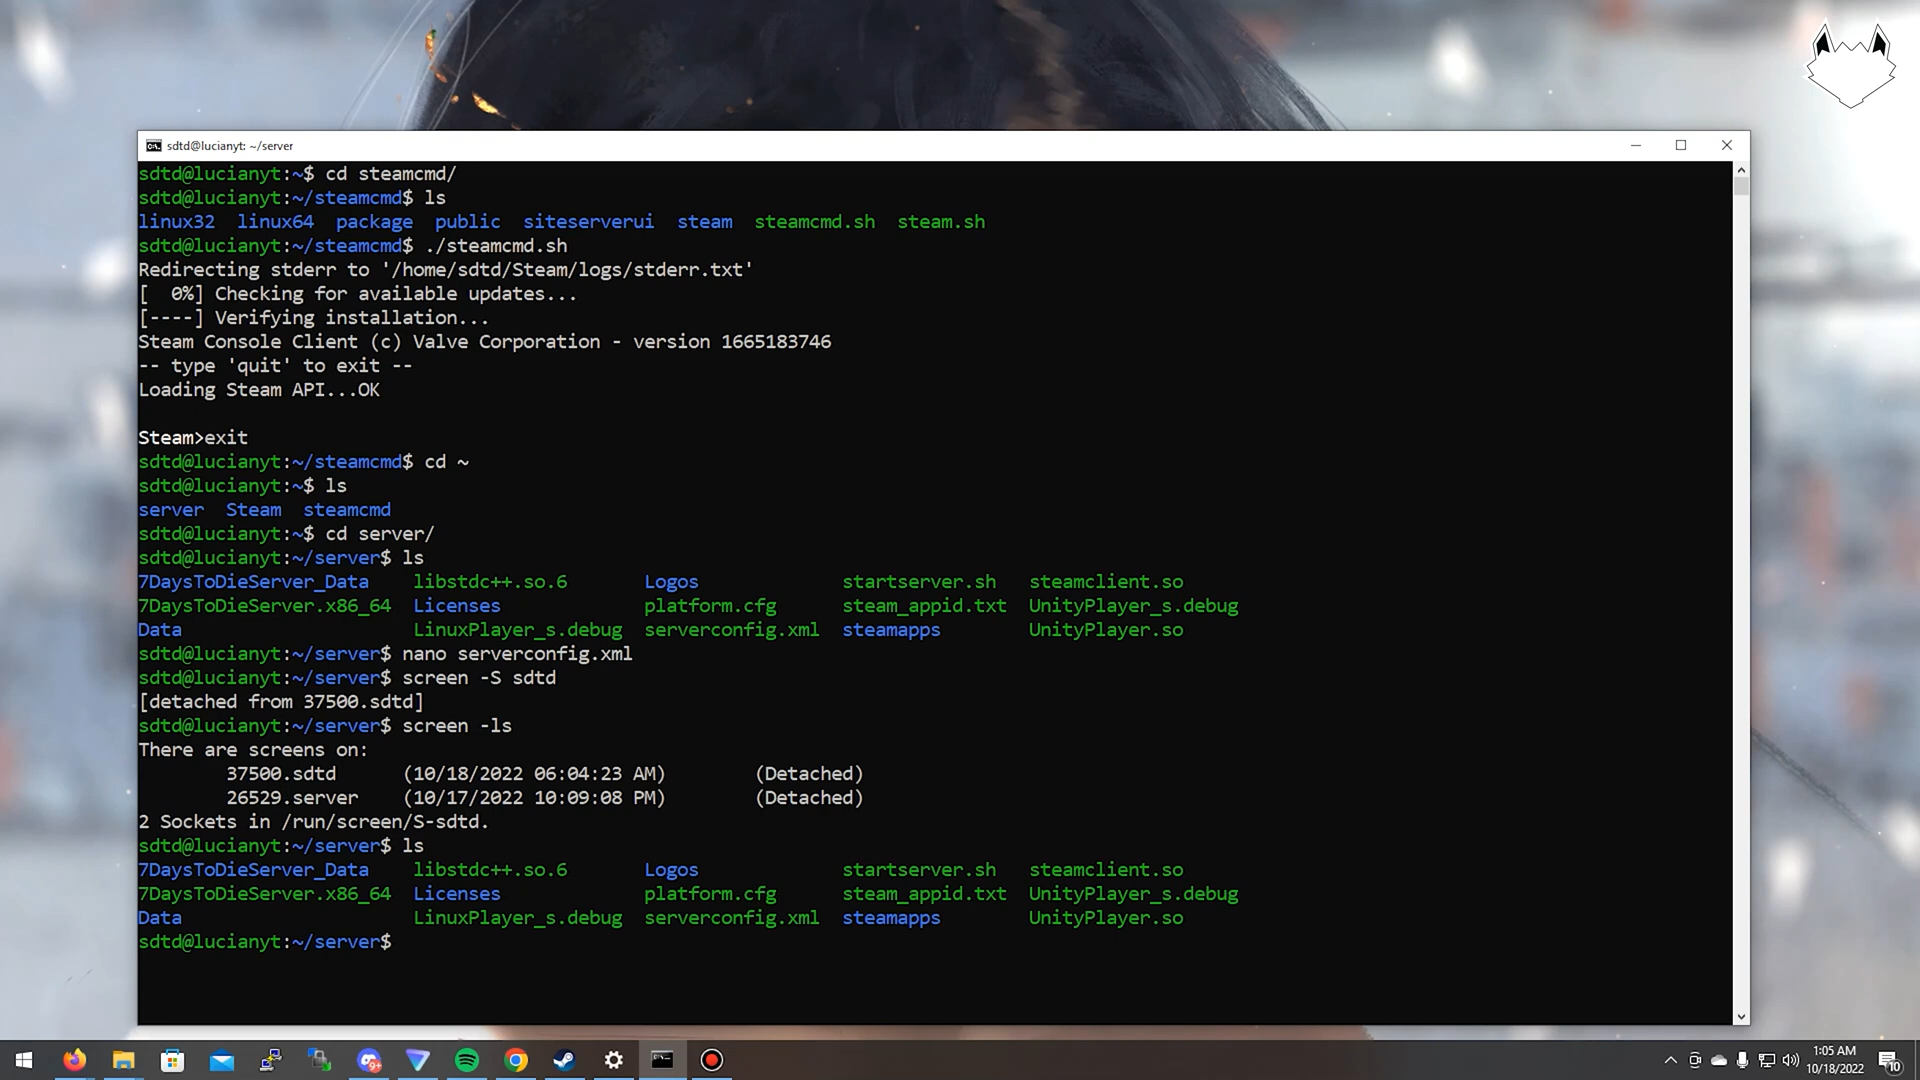 sdtd@lucianyt: ~/server
sdtd@lucianyt:~$ cd steamcmd/
sdtd@lucianyt:~/steamcmd$ ls
linux32  linux64  package  public  siteserverui  steam  steamcmd.sh  steam.sh
sdtd@lucianyt:~/steamcmd$ ./steamcmd.sh
Redirecting stderr to '/home/sdtd/Steam/logs/stderr.txt'
[  0%] Checking for available updates...
[----] Verifying installation...
Steam Console Client (c) Valve Corporation - version 1665183746
-- type 'quit' to exit --
Loading Steam API...OK
Steam>exit
sdtd@lucianyt:~/steamcmd$ cd ~
sdtd@lucianyt:~$ ls
server  Steam  steamcmd
sdtd@lucianyt:~$ cd server/
sdtd@lucianyt:~/server$ ls
7DaysToDieServer_Data    libstdc++.so.6         Logos             startserver.sh   steamclient.so
7DaysToDieServer.x86_64  Licenses               platform.cfg      steam_appid.txt  UnityPlayer_s.debug
Data                     LinuxPlayer_s.debug  serverconfig.xml  steamapps        UnityPlayer.so
sdtd@lucianyt:~/server$ nano serverconfig.xml
sdtd@lucianyt:~/server$ screen -S sdtd
[detached from 37500.sdtd]
sdtd@lucianyt:~/server$ screen -ls
There are screens on:
37500.sdtd      (10/18/2022 06:04:23 AM)        (Detached)
26529.server    (10/17/2022 10:09:08 PM)        (Detached)
2 Sockets in /run/screen/S-sdtd.
sdtd@lucianyt:~/server$ ls
7DaysToDieServer_Data    libstdc++.so.6         Logos             startserver.sh   steamclient.so
7DaysToDieServer.x86_64  Licenses               platform.cfg      steam_appid.txt  UnityPlayer_s.debug
Data                     LinuxPlayer_s.debug  serverconfig.xml  steamapps        UnityPlayer.so
sdtd@lucianyt:~/server$
9+
1:05 AM
10/18/2022
10